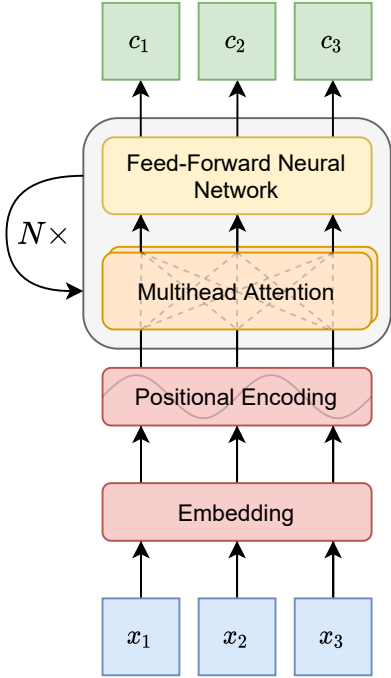 c₁ c₂ c₃
Feed-Forward Neural
Network
N×
Multihead Attention
Positional Encoding
Embedding
x₁ x₂ x₃